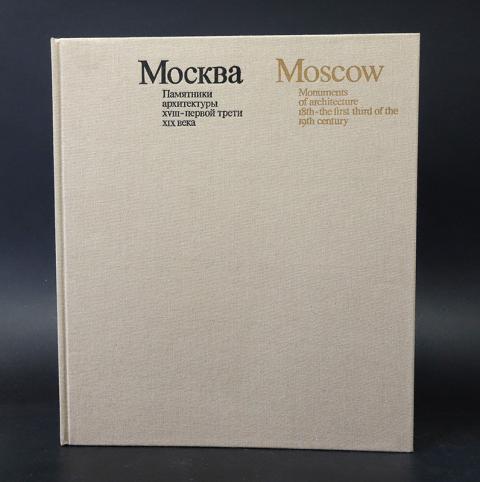 Москва
Памятники
архитектуры
XVIII-первой трети
XIX века
Moscow
Monuments
of architecture
18th-the first third of the
19th century